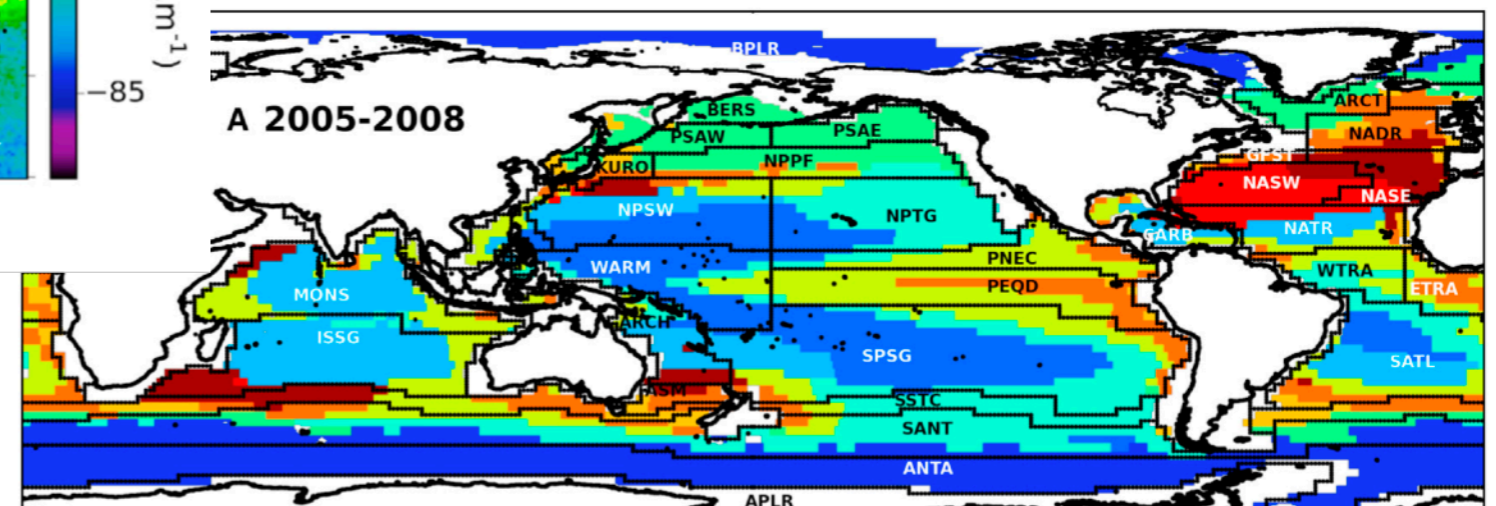 m⁻¹)
−85
A 2005-2008
BPLR
ARCT
BERS
PSAW
PSAE
NADR
KURO
NPPF
GFST
NASW
NASE
NPSW
NPTG
NATR
CARB
PNEC
WARM
WTRA
MONS
PEQD
ETRA
ARCH
ISSG
SPSG
SATL
TASM
SSTC
SANT
ANTA
APLR